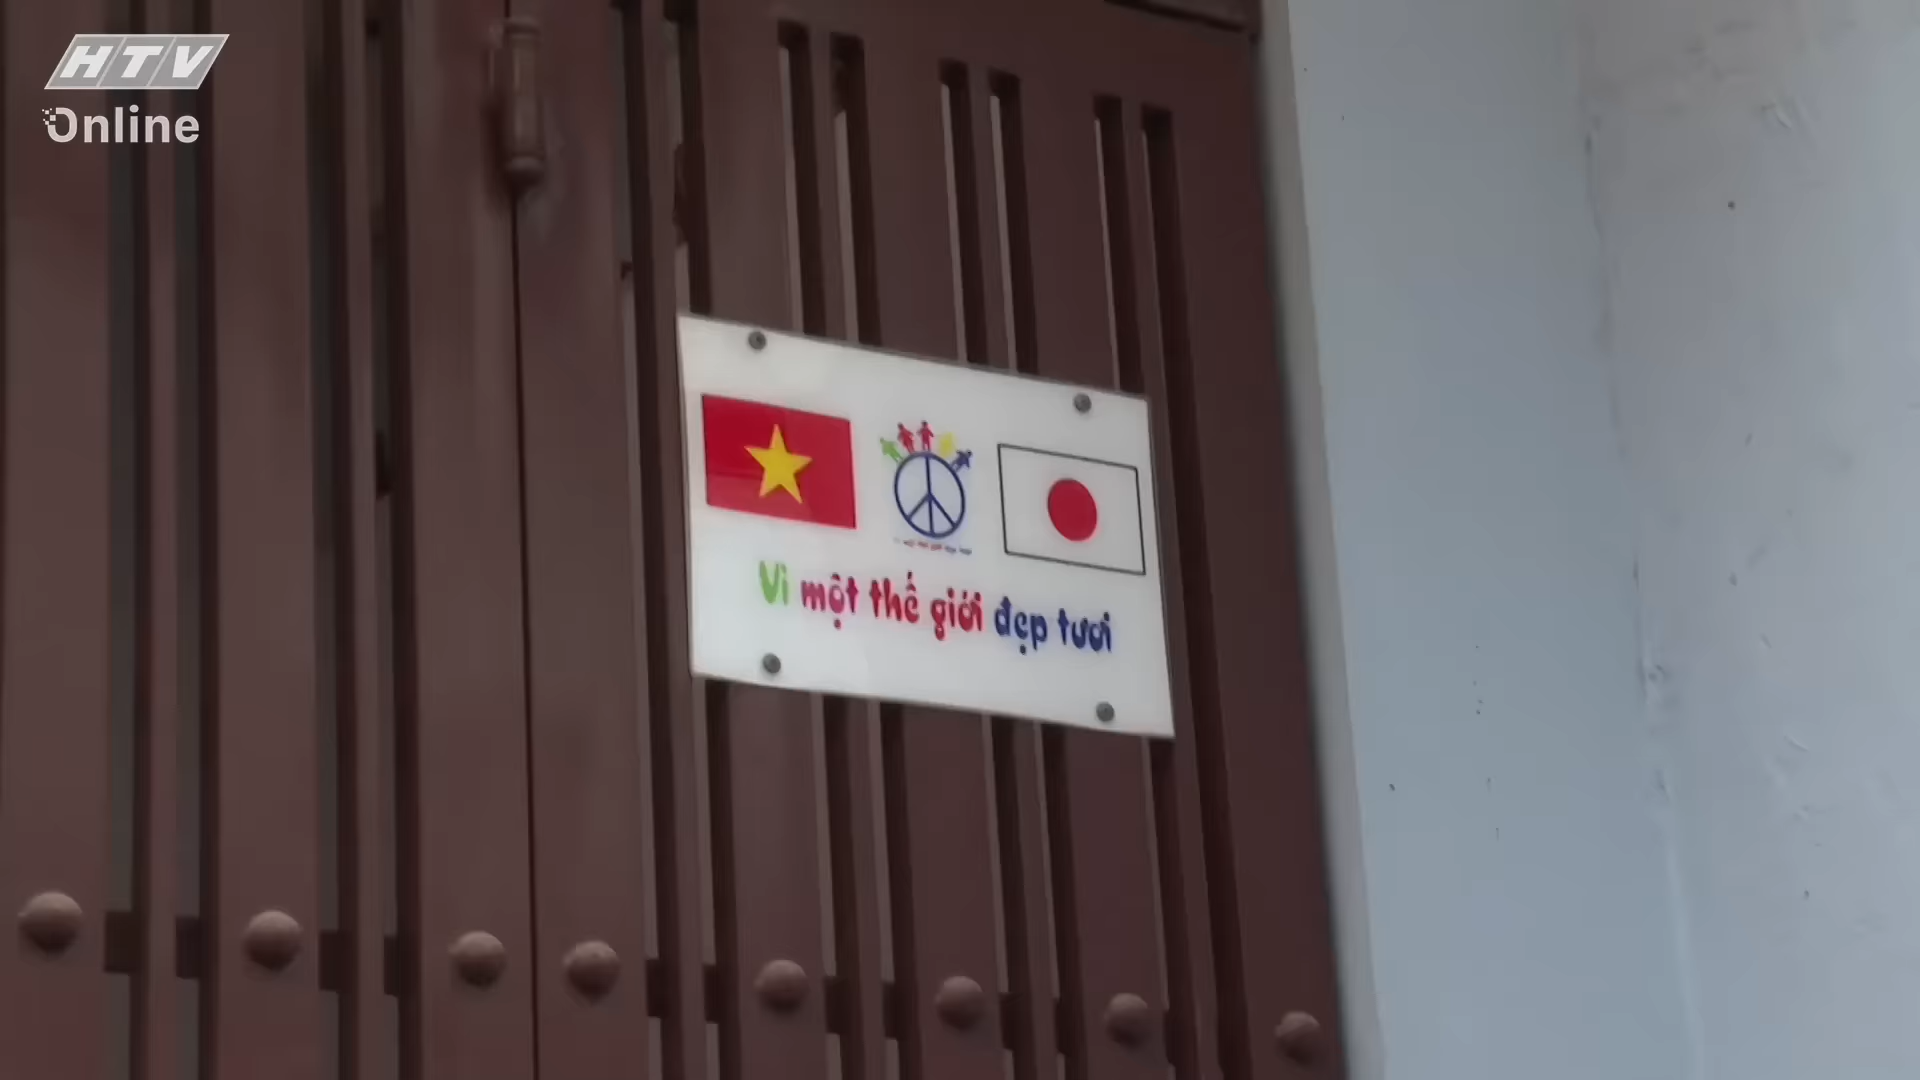 HTV
Online
Vì một thế giới đẹp tươi